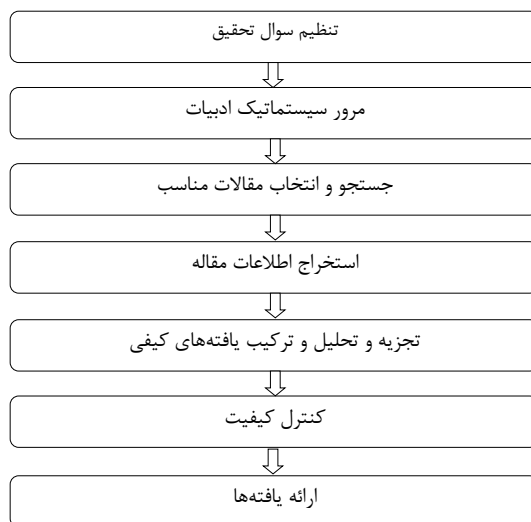 تنظیم سوال تحقیق
مرور سیستماتیک ادبیات
جستجو و انتخاب مقالات مناسب
استخراج اطلاعات مقاله
تجزیه و تحلیل و ترکیب یافته‌های کیفی
کنترل کیفیت
ارائه یافته‌ها